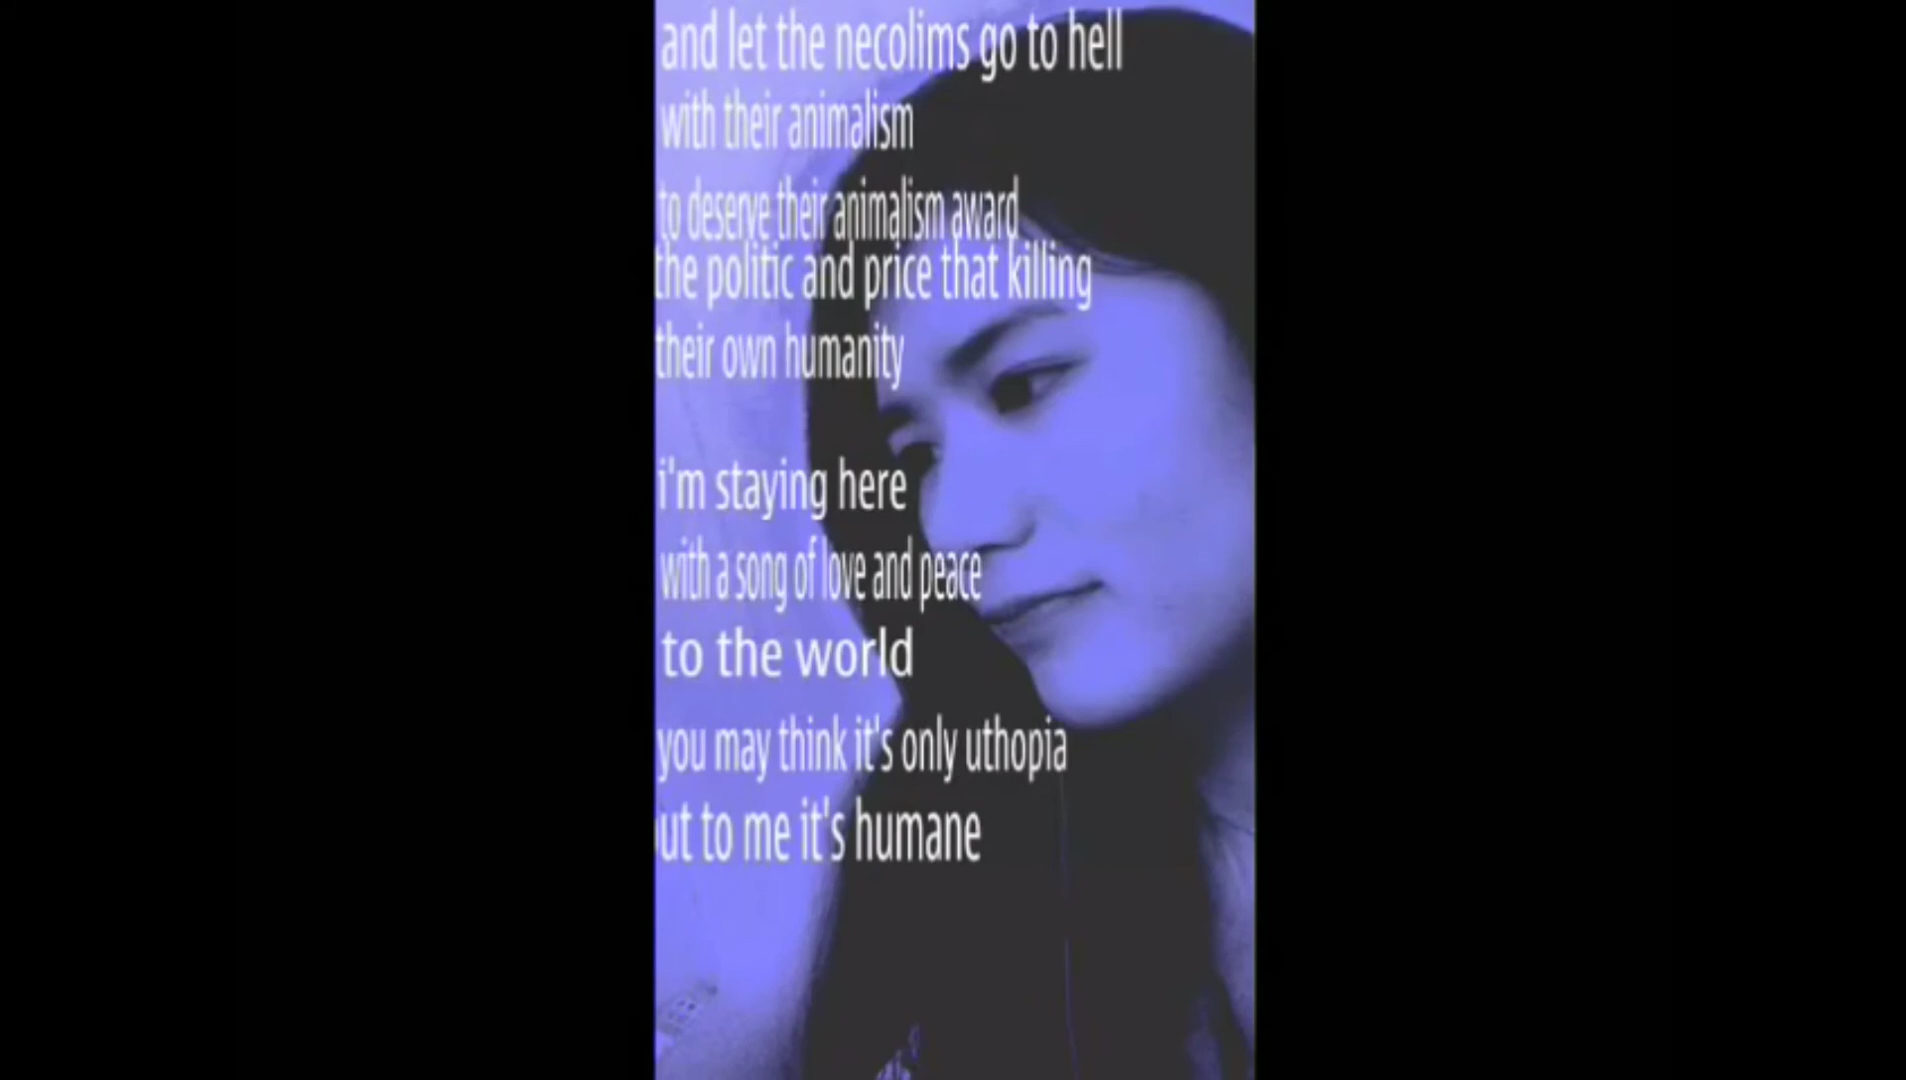 and let the necolims go to hell
with their animalism
to deserve their animalism award
the politic and price that killing
their own humanity
i'm staying here
with a song of love and peace
to the world
you may think it's only uthopia
ut to me it's humane